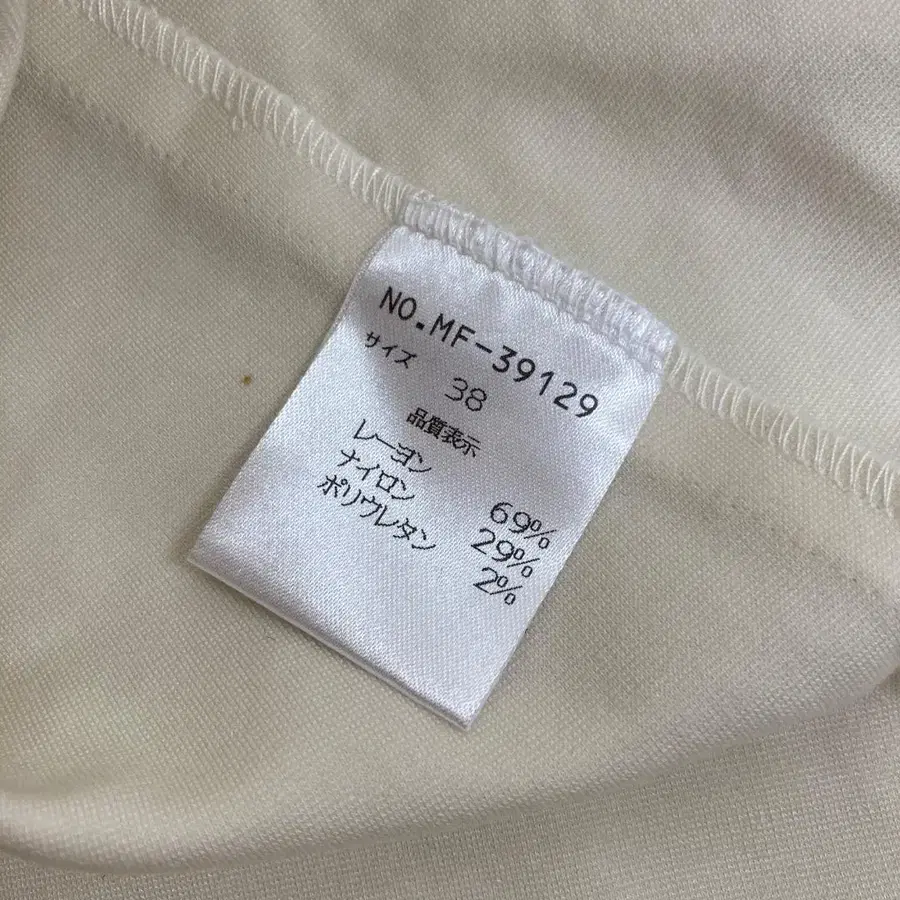 NO.MF-39129
サイズ 38
品質表示
レーヨン 69%
ナイロン 29%
ポリウレタン 2%